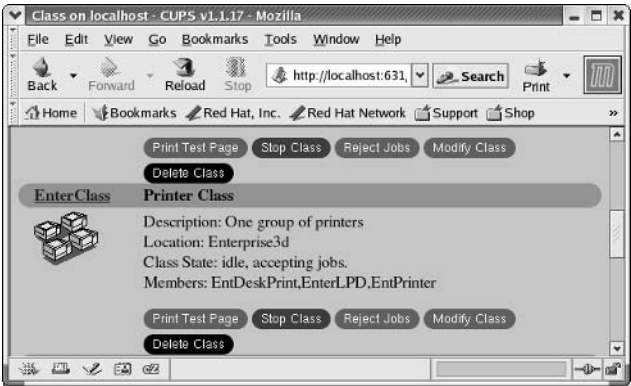 Class on localhost - CUPS v1.1.17 - Mozilla
File Edit View Go Bookmarks Tools Window Help
Back Forward Reload Stop http://localhost:631, Search Print
Home Bookmarks Red Hat, Inc. Red Hat Network Support Shop »
Print Test Page Stop Class Reject Jobs Modify Class
Delete Class
EnterClass Printer Class
Description: One group of printers
Location: Enterprise3d
Class State: idle, accepting jobs.
Members: EntDeskPrint,EnterLPD,EntPrinter
Print Test Page Stop Class Reject Jobs Modify Class
Delete Class